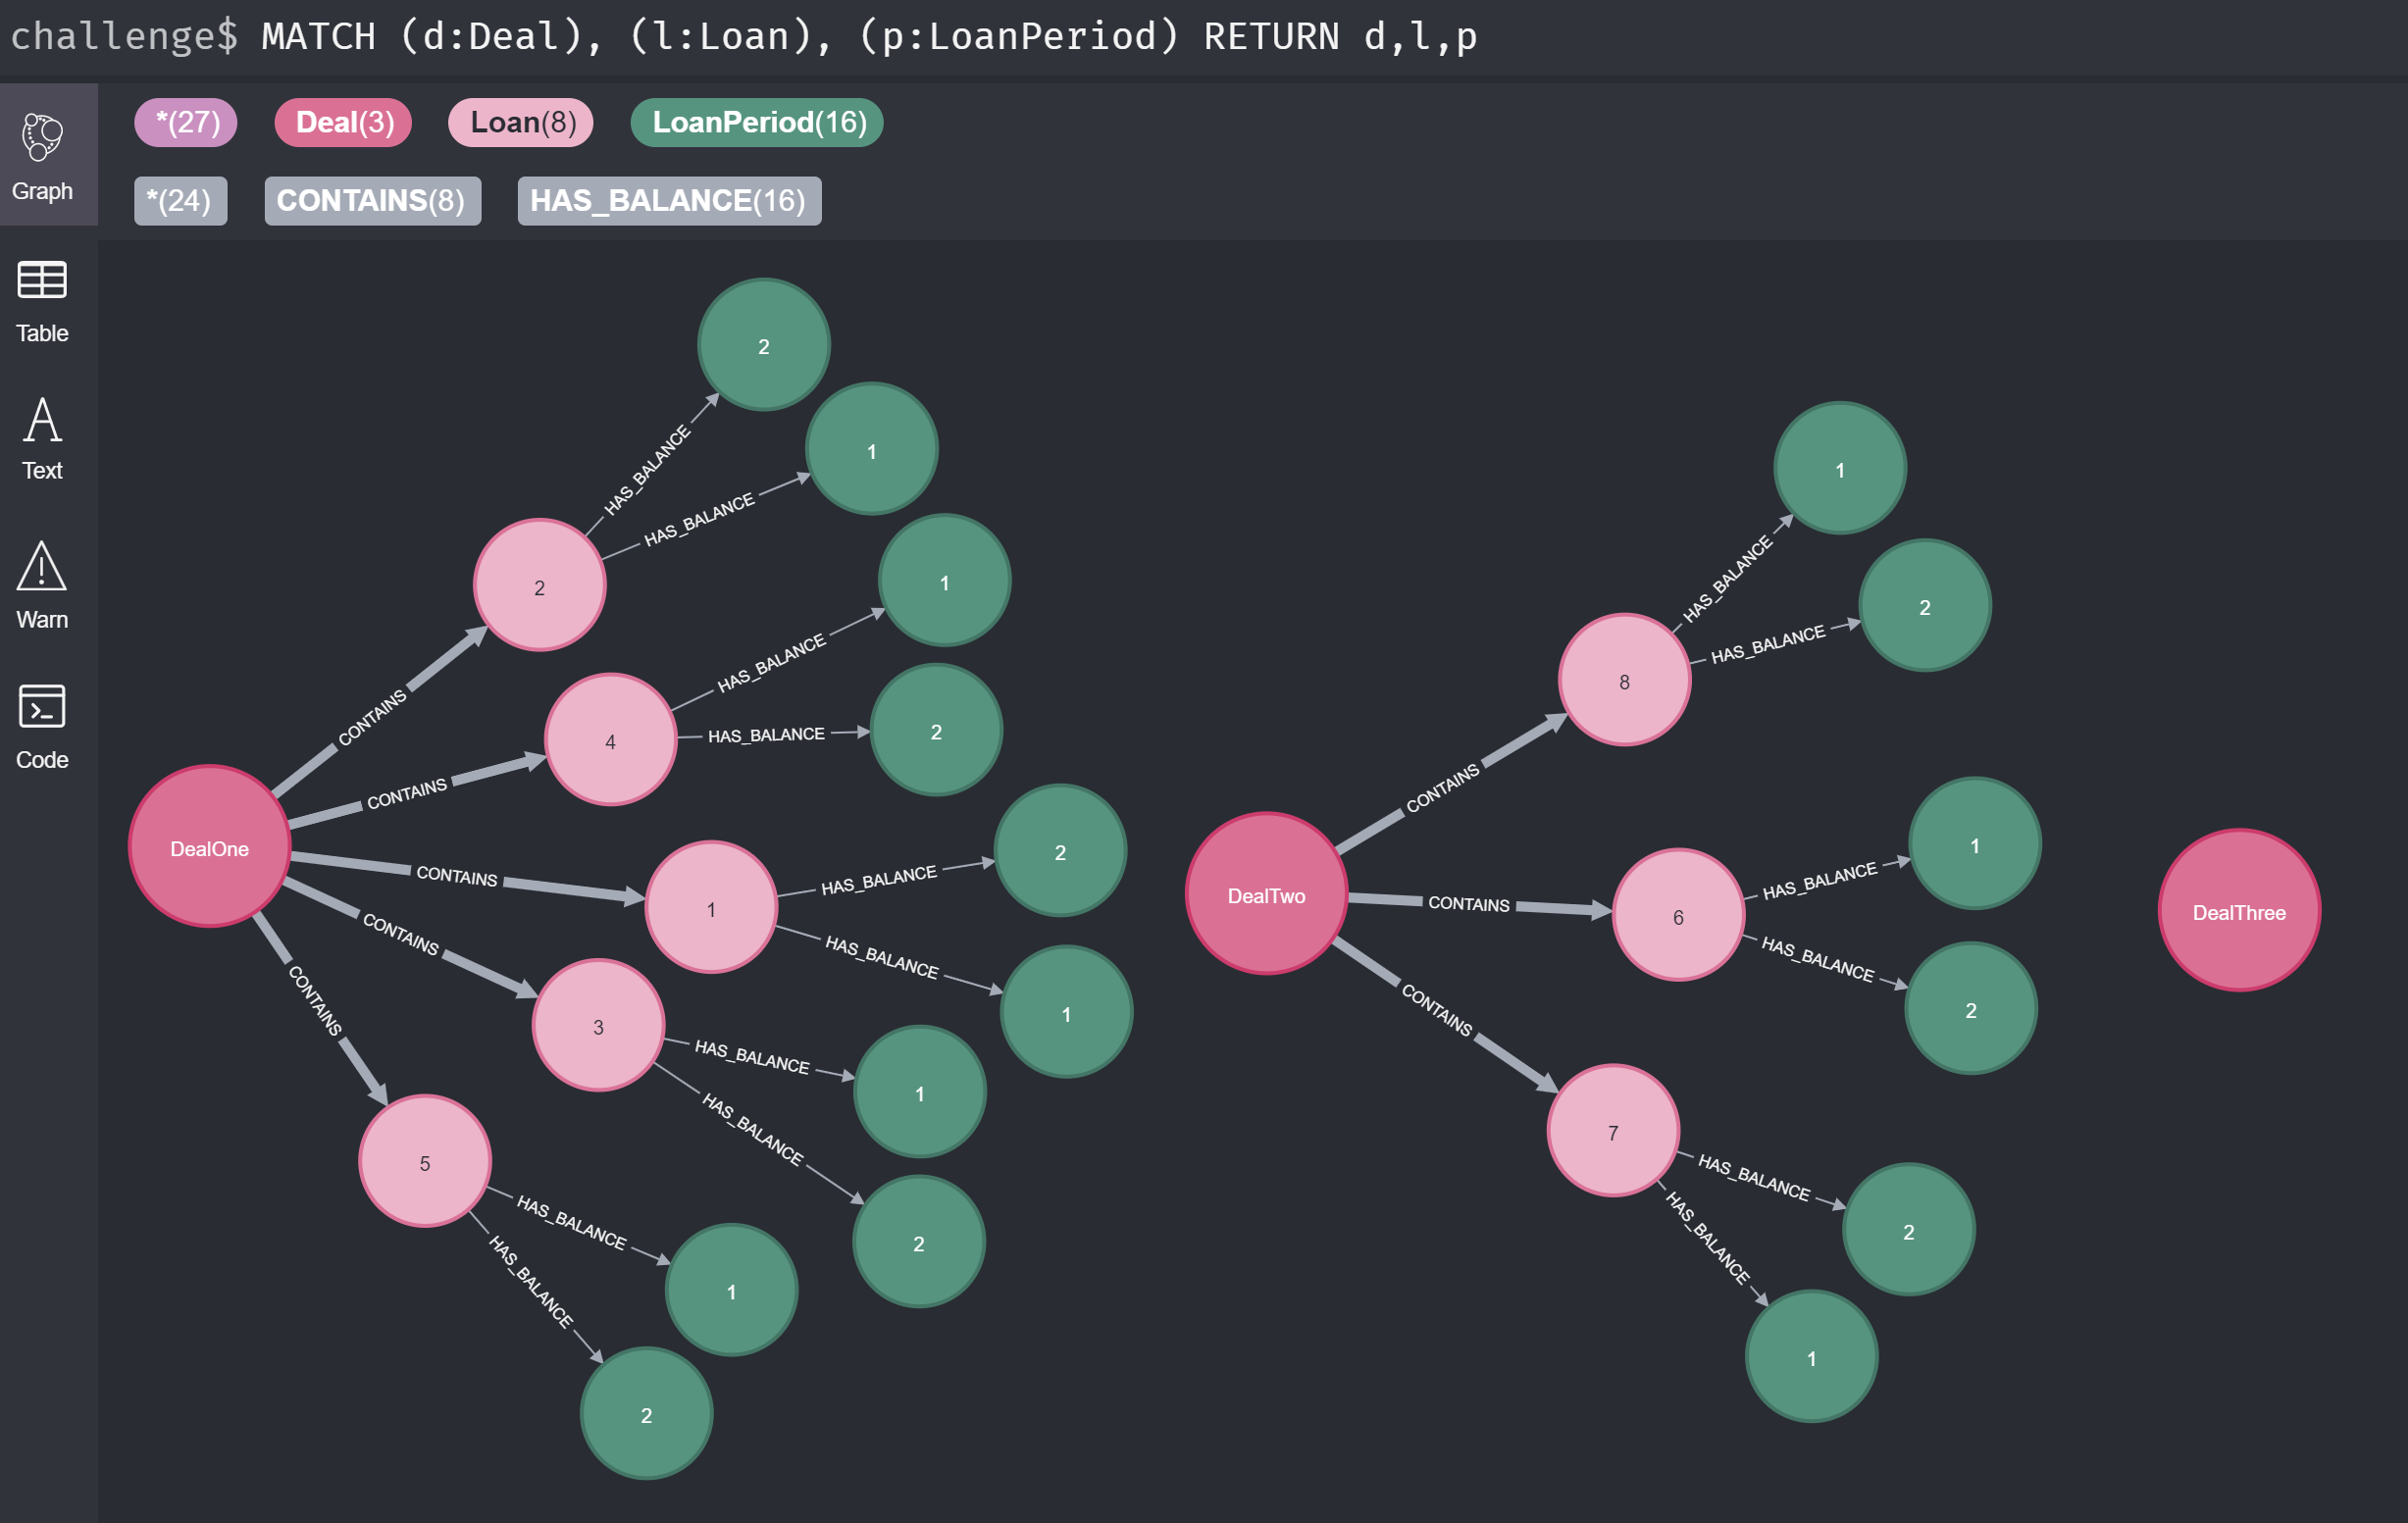 challenge$ MATCH (d:Deal), (l:Loan), (p:LoanPeriod) RETURN d,l,p
*(27) Deal(3) Loan(8) LoanPeriod(16)
*(24) CONTAINS(8) HAS_BALANCE(16)
Graph
Table
Text
Warn
Code
DealOne
CONTAINS
2
HAS_BALANCE
2
HAS_BALANCE
1
CONTAINS
4
HAS_BALANCE
1
HAS_BALANCE
2
CONTAINS
1
HAS_BALANCE
2
HAS_BALANCE
1
CONTAINS
3
HAS_BALANCE
1
HAS_BALANCE
2
CONTAINS
5
HAS_BALANCE
1
HAS_BALANCE
2
DealTwo
CONTAINS
8
HAS_BALANCE
1
HAS_BALANCE
2
CONTAINS
6
HAS_BALANCE
1
HAS_BALANCE
2
CONTAINS
7
HAS_BALANCE
2
HAS_BALANCE
1
DealThree